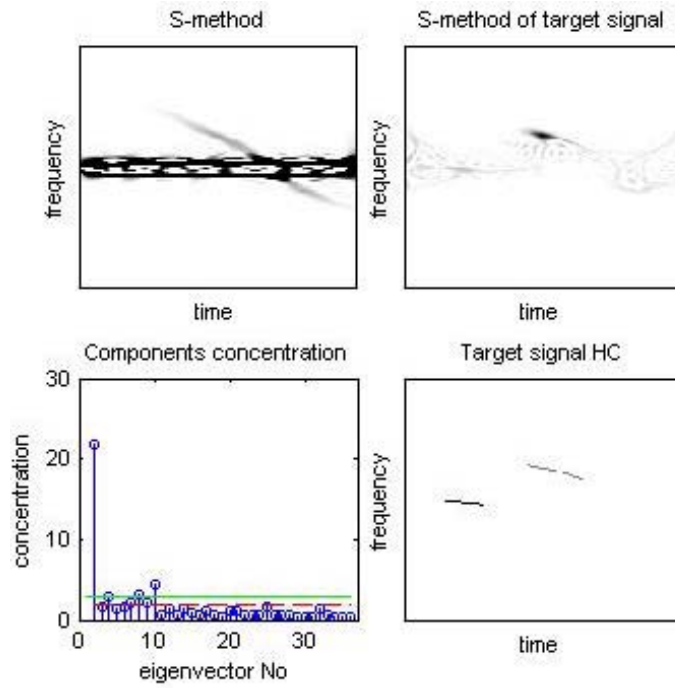 S-method
S-method of target signal
frequency
frequency
time
time
Components concentration
Target signal HC
30
20
10
0
concentration
frequency
0 10 20 30
time
eigenvector No